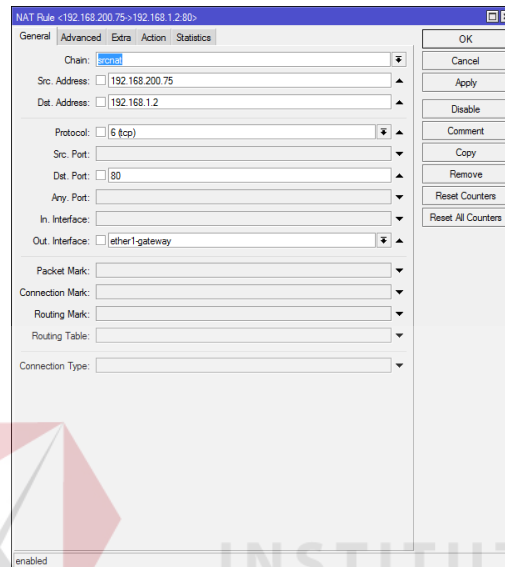 NAT Rule <192.168.200.75->192.168.1.2:80>
General Advanced Extra Action Statistics
Chain: srcnat
Src. Address: 192.168.200.75
Dst. Address: 192.168.1.2
Protocol: 6 (tcp)
Src. Port:
Dst. Port: 80
Any. Port:
In. Interface:
Out. Interface: ether1-gateway
Packet Mark:
Connection Mark:
Routing Mark:
Routing Table:
Connection Type:
OK
Cancel
Apply
Disable
Comment
Copy
Remove
Reset Counters
Reset All Counters
enabled
INSTITUT